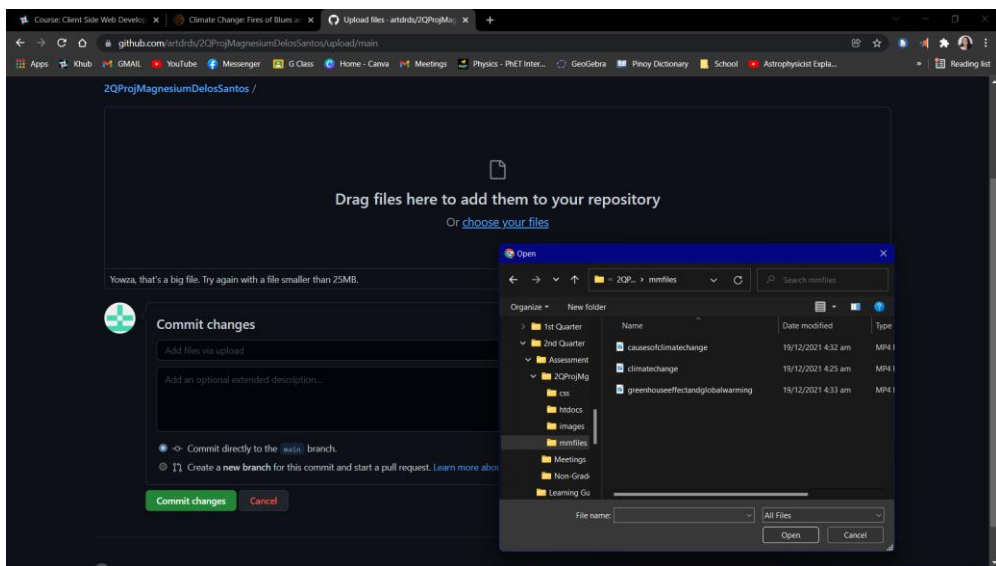 Course: Client Side Web Develop
Climate Change: Fires of Blues a
Upload files · artdrds/2QProjMag
github.com/artdrds/2QProjMagnesiumDelosSantos/upload/main
Apps Khub GMAIL YouTube Messenger G Class Home - Canva Meetings Physics - PhET Inter... GeoGebra Pinoy Dictionary School Astrophysicist Expla... » Reading list
2QProjMagnesiumDelosSantos /
Drag files here to add them to your repository
Or choose your files
Yowza, that's a big file. Try again with a file smaller than 25MB.
Commit changes
Add files via upload
Add an optional extended description...
Commit directly to the main branch.
Create a new branch for this commit and start a pull request. Learn more abou
Commit changes Cancel
Open
« 2QP... › mmfiles Search mmfiles
Organize New folder
1st Quarter
2nd Quarter
Assessment
2QProjMg
css
htdocs
images
mmfiles
Meetings
Non-Grad
Learning Gu
Name Date modified Type
causesofclimatechange 19/12/2021 4:32 am MP4
climatechange 19/12/2021 4:25 am MP4
greenhouseeffectandglobalwarming 19/12/2021 4:33 am MP4
File name: All Files
Open Cancel